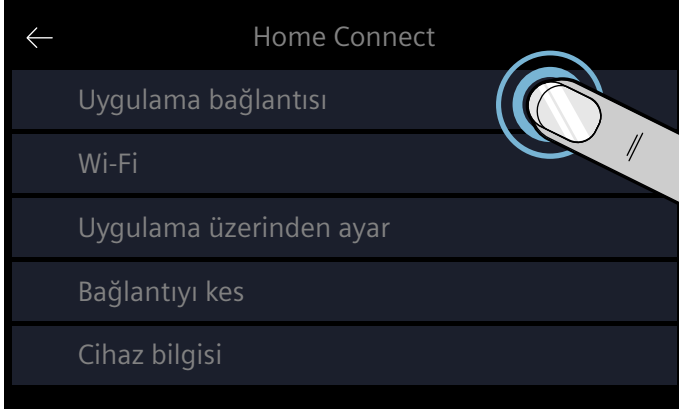 Home Connect
Uygulama bağlantısı
Wi-Fi
Uygulama üzerinden ayar
Bağlantıyı kes
Cihaz bilgisi